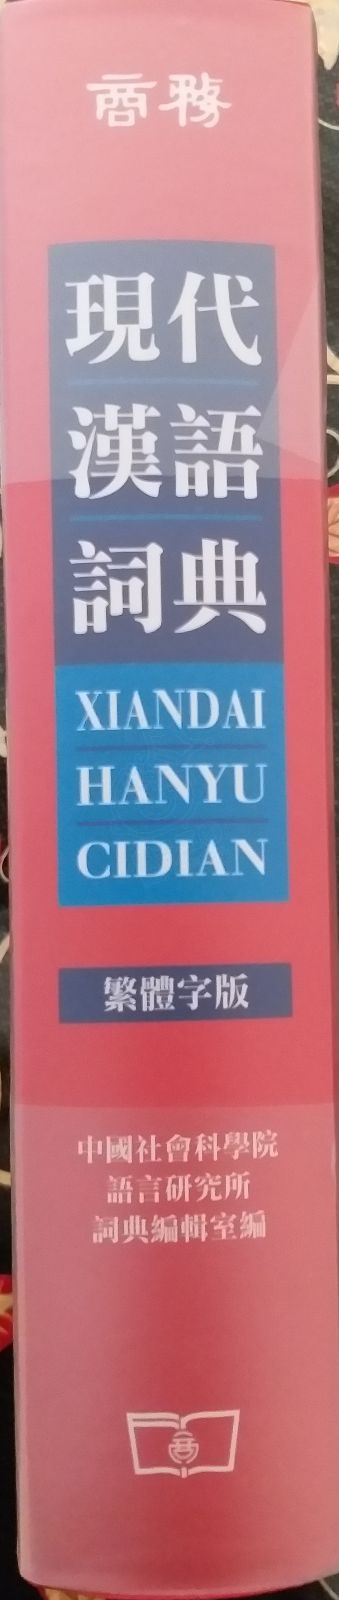 商務
現代
漢語
詞典
XIANDAI
HANYU
CIDIAN
繁體字版
中國社會科學院
語言研究所
詞典編輯室編
商